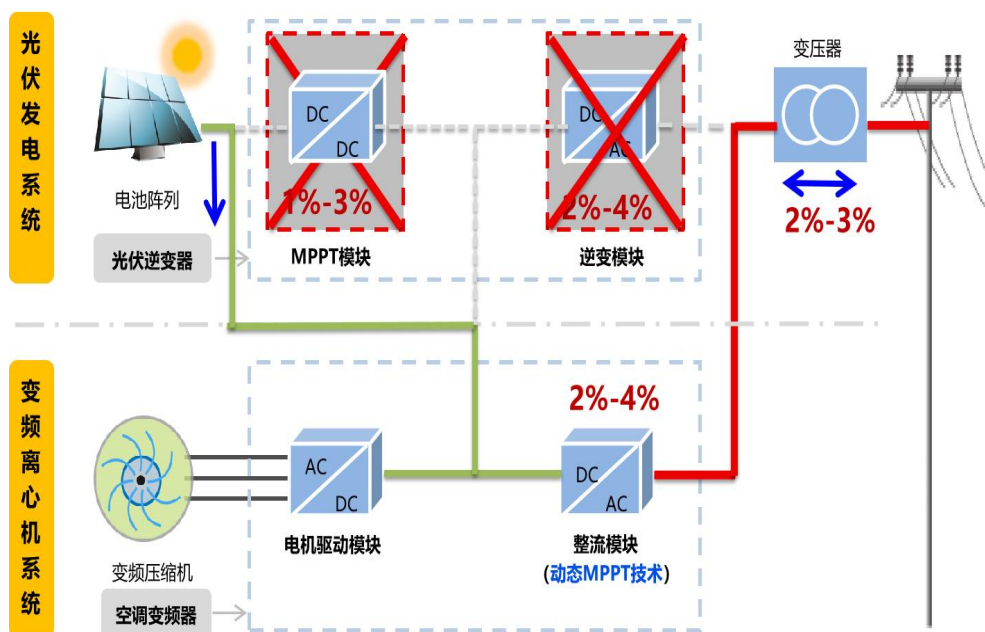 光伏发电系统
变压器
DC
DC
DC
AC
电池阵列
1%-3%
2%-4%
2%-3%
光伏逆变器
MPPT模块
逆变模块
变频离心机系统
2%-4%
AC
DC
DC
AC
电机驱动模块
整流模块
(动态MPPT技术)
变频压缩机
空调变频器